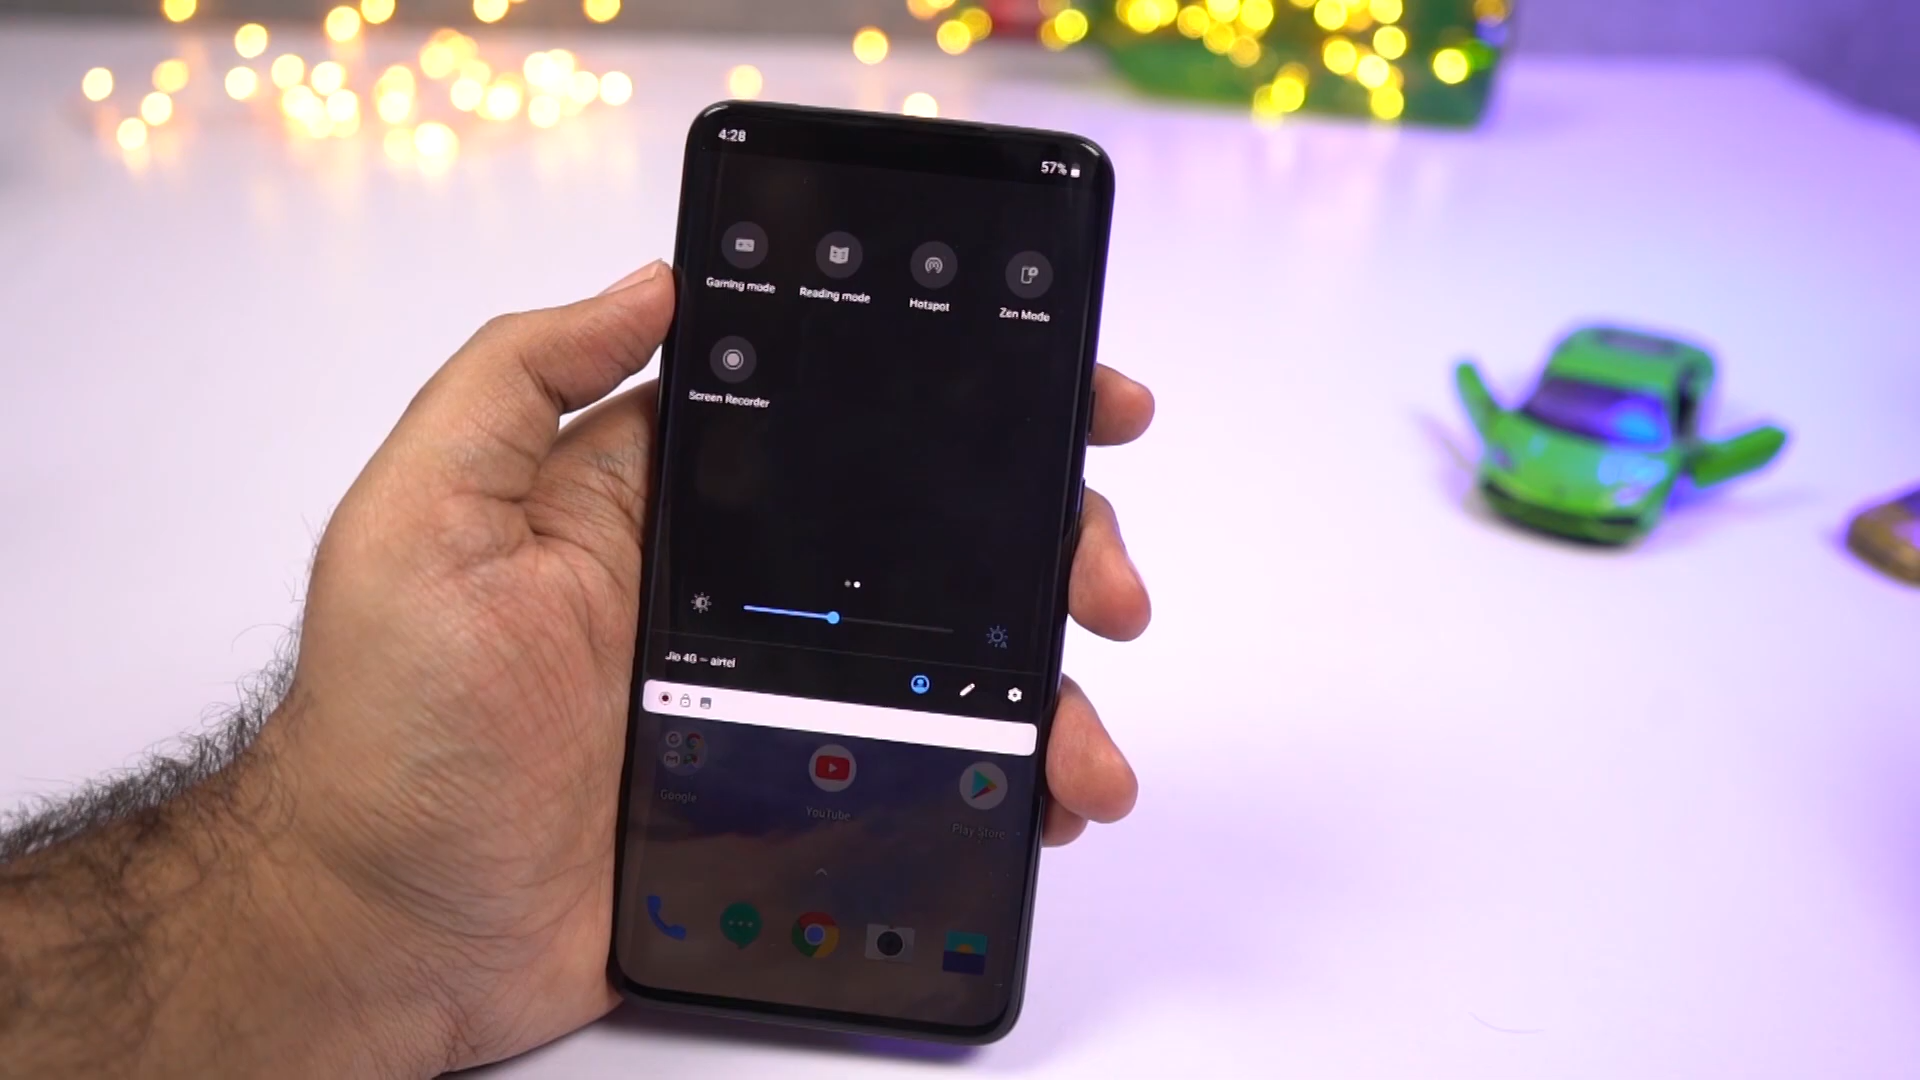 4:28
57%
Gaming mode
Reading mode
Hotspot
Zen Mode
Screen Recorder
Jio 4G — airtel
Google
YouTube
Play Store